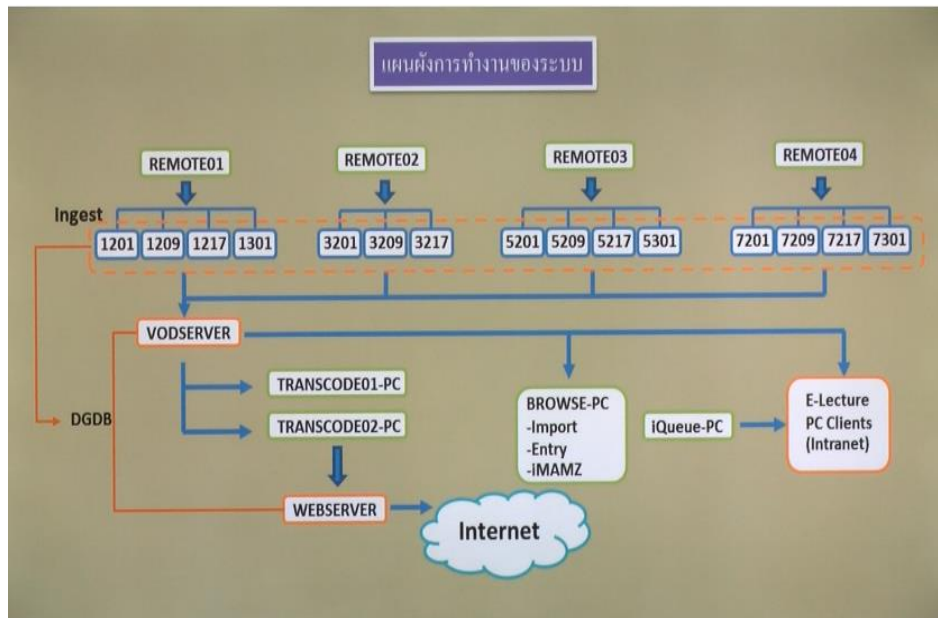 แผนผังการทำงานของระบบ
REMOTE01
REMOTE02
REMOTE03
REMOTE04
Ingest
1201 1209 1217 1301
3201 3209 3217
5201 5209 5217 5301
7201 7209 7217 7301
VODSERVER
TRANSCODE01-PC
TRANSCODE02-PC
DGDB
BROWSE-PC
-Import
-Entry
-iMAMZ
iQueue-PC
E-Lecture
PC Clients
(Intranet)
WEBSERVER
Internet